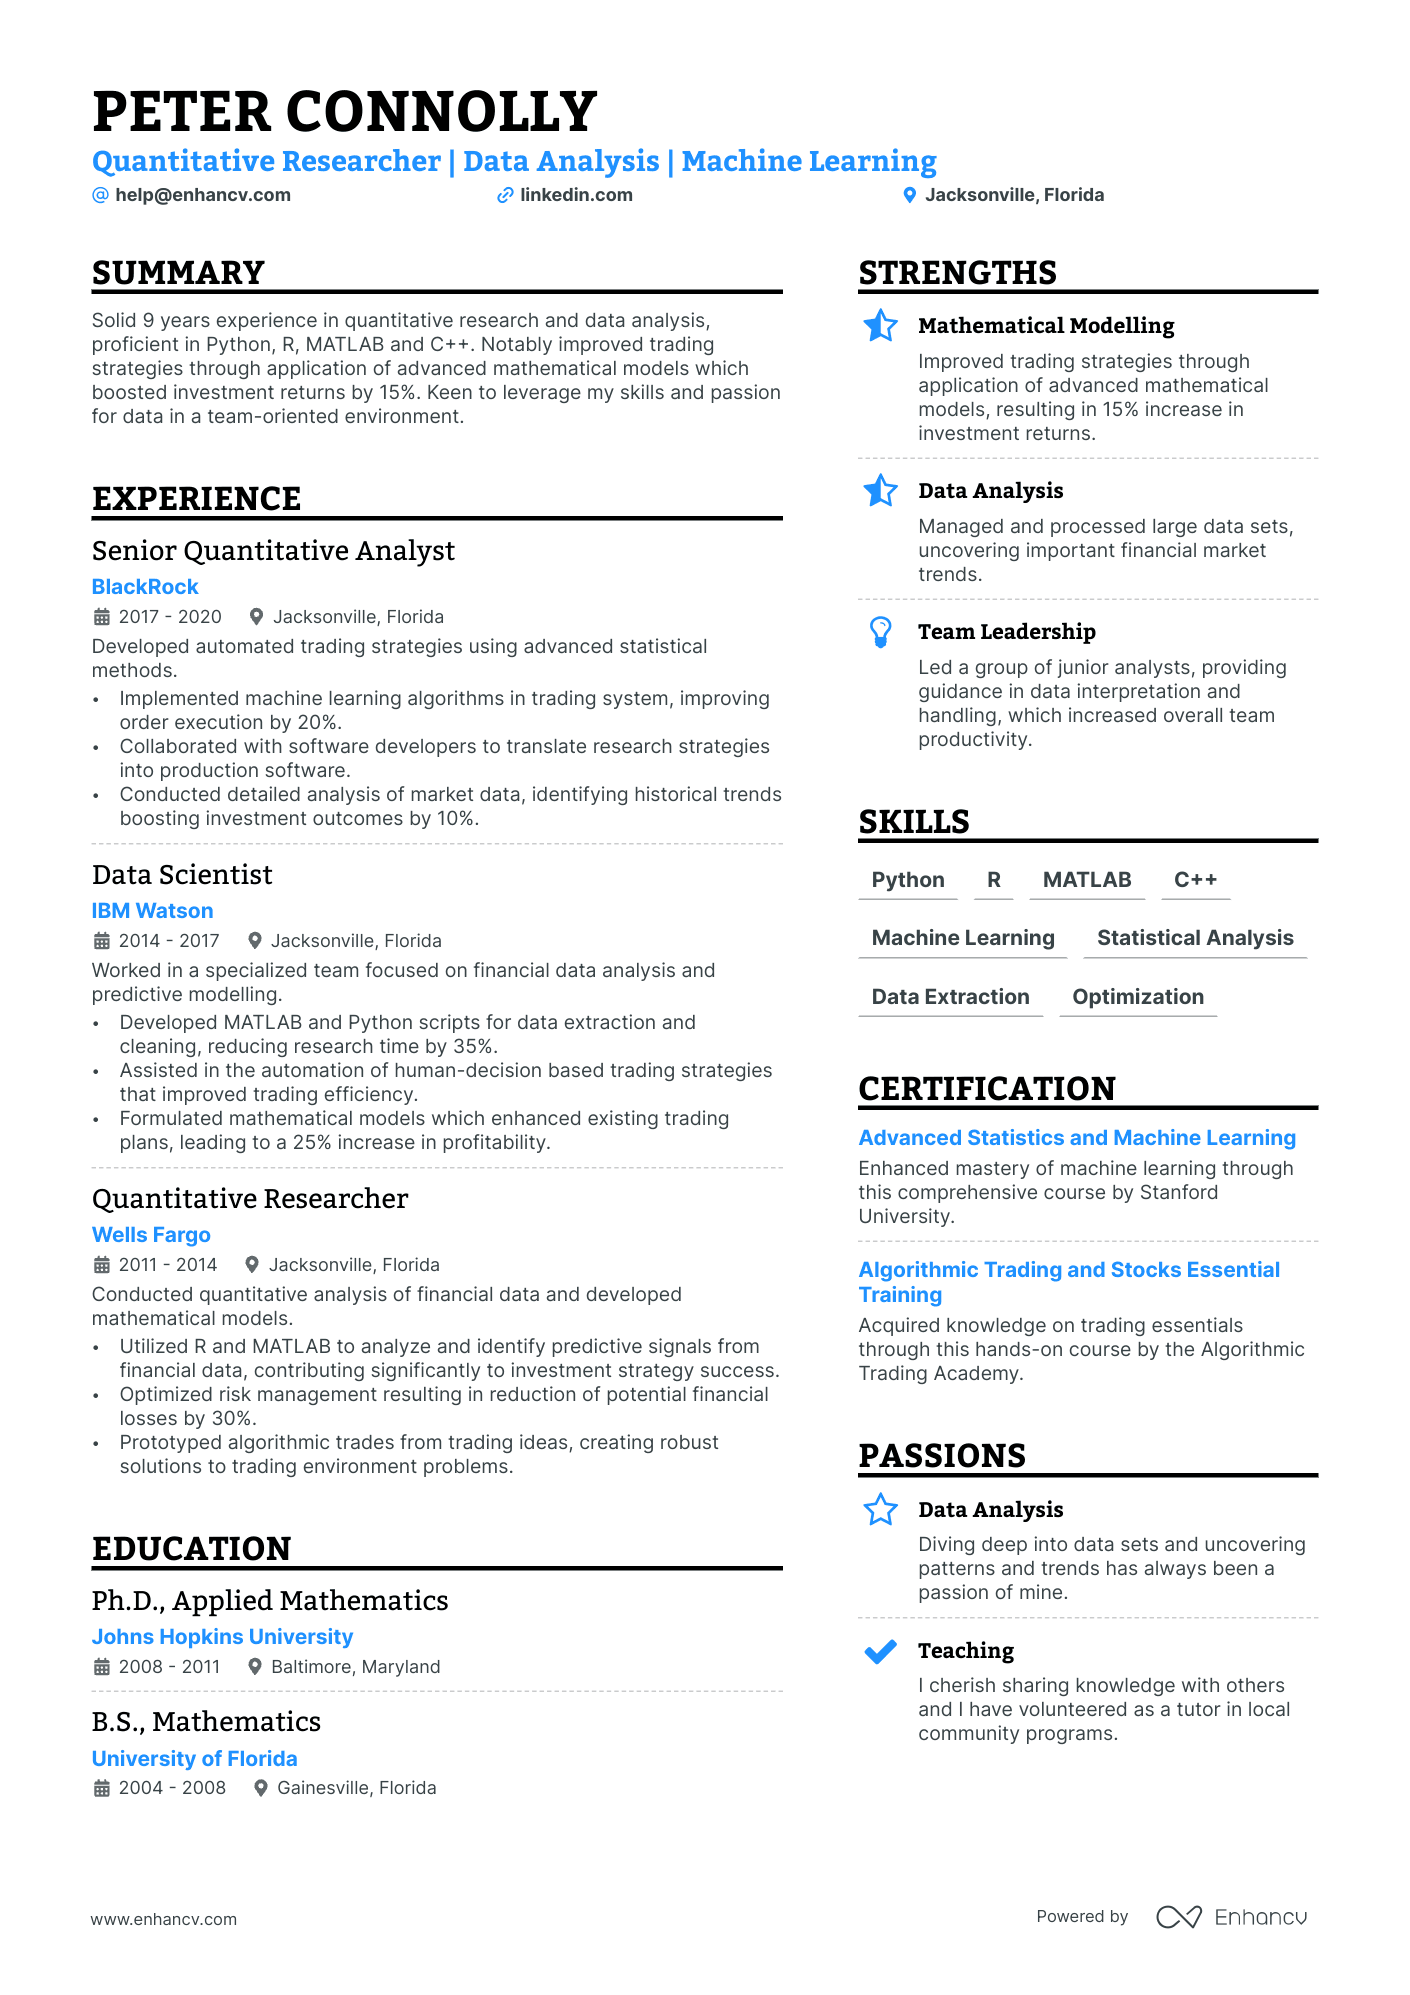 PETER CONNOLLY
Quantitative Researcher | Data Analysis | Machine Learning
help@enhancv.com
linkedin.com
Jacksonville, Florida
SUMMARY
Solid 9 years experience in quantitative research and data analysis,
proficient in Python, R, MATLAB and C++. Notably improved trading
strategies through application of advanced mathematical models which
boosted investment returns by 15%. Keen to leverage my skills and passion
for data in a team-oriented environment.
EXPERIENCE
Senior Quantitative Analyst
BlackRock
2017 - 2020 Jacksonville, Florida
Developed automated trading strategies using advanced statistical
methods.
• Implemented machine learning algorithms in trading system, improving
order execution by 20%.
• Collaborated with software developers to translate research strategies
into production software.
• Conducted detailed analysis of market data, identifying historical trends
boosting investment outcomes by 10%.
Data Scientist
IBM Watson
2014 - 2017 Jacksonville, Florida
Worked in a specialized team focused on financial data analysis and
predictive modelling.
• Developed MATLAB and Python scripts for data extraction and
cleaning, reducing research time by 35%.
• Assisted in the automation of human-decision based trading strategies
that improved trading efficiency.
• Formulated mathematical models which enhanced existing trading
plans, leading to a 25% increase in profitability.
Quantitative Researcher
Wells Fargo
2011 - 2014 Jacksonville, Florida
Conducted quantitative analysis of financial data and developed
mathematical models.
• Utilized R and MATLAB to analyze and identify predictive signals from
financial data, contributing significantly to investment strategy success.
• Optimized risk management resulting in reduction of potential financial
losses by 30%.
• Prototyped algorithmic trades from trading ideas, creating robust
solutions to trading environment problems.
EDUCATION
Ph.D., Applied Mathematics
Johns Hopkins University
2008 - 2011 Baltimore, Maryland
B.S., Mathematics
University of Florida
2004 - 2008 Gainesville, Florida
STRENGTHS
Mathematical Modelling
Improved trading strategies through
application of advanced mathematical
models, resulting in 15% increase in
investment returns.
Data Analysis
Managed and processed large data sets,
uncovering important financial market
trends.
Team Leadership
Led a group of junior analysts, providing
guidance in data interpretation and
handling, which increased overall team
productivity.
SKILLS
Python R MATLAB C++
Machine Learning Statistical Analysis
Data Extraction Optimization
CERTIFICATION
Advanced Statistics and Machine Learning
Enhanced mastery of machine learning through
this comprehensive course by Stanford
University.
Algorithmic Trading and Stocks Essential
Training
Acquired knowledge on trading essentials
through this hands-on course by the Algorithmic
Trading Academy.
PASSIONS
Data Analysis
Diving deep into data sets and uncovering
patterns and trends has always been a
passion of mine.
Teaching
I cherish sharing knowledge with others
and I have volunteered as a tutor in local
community programs.
www.enhancv.com
Powered by Enhancv